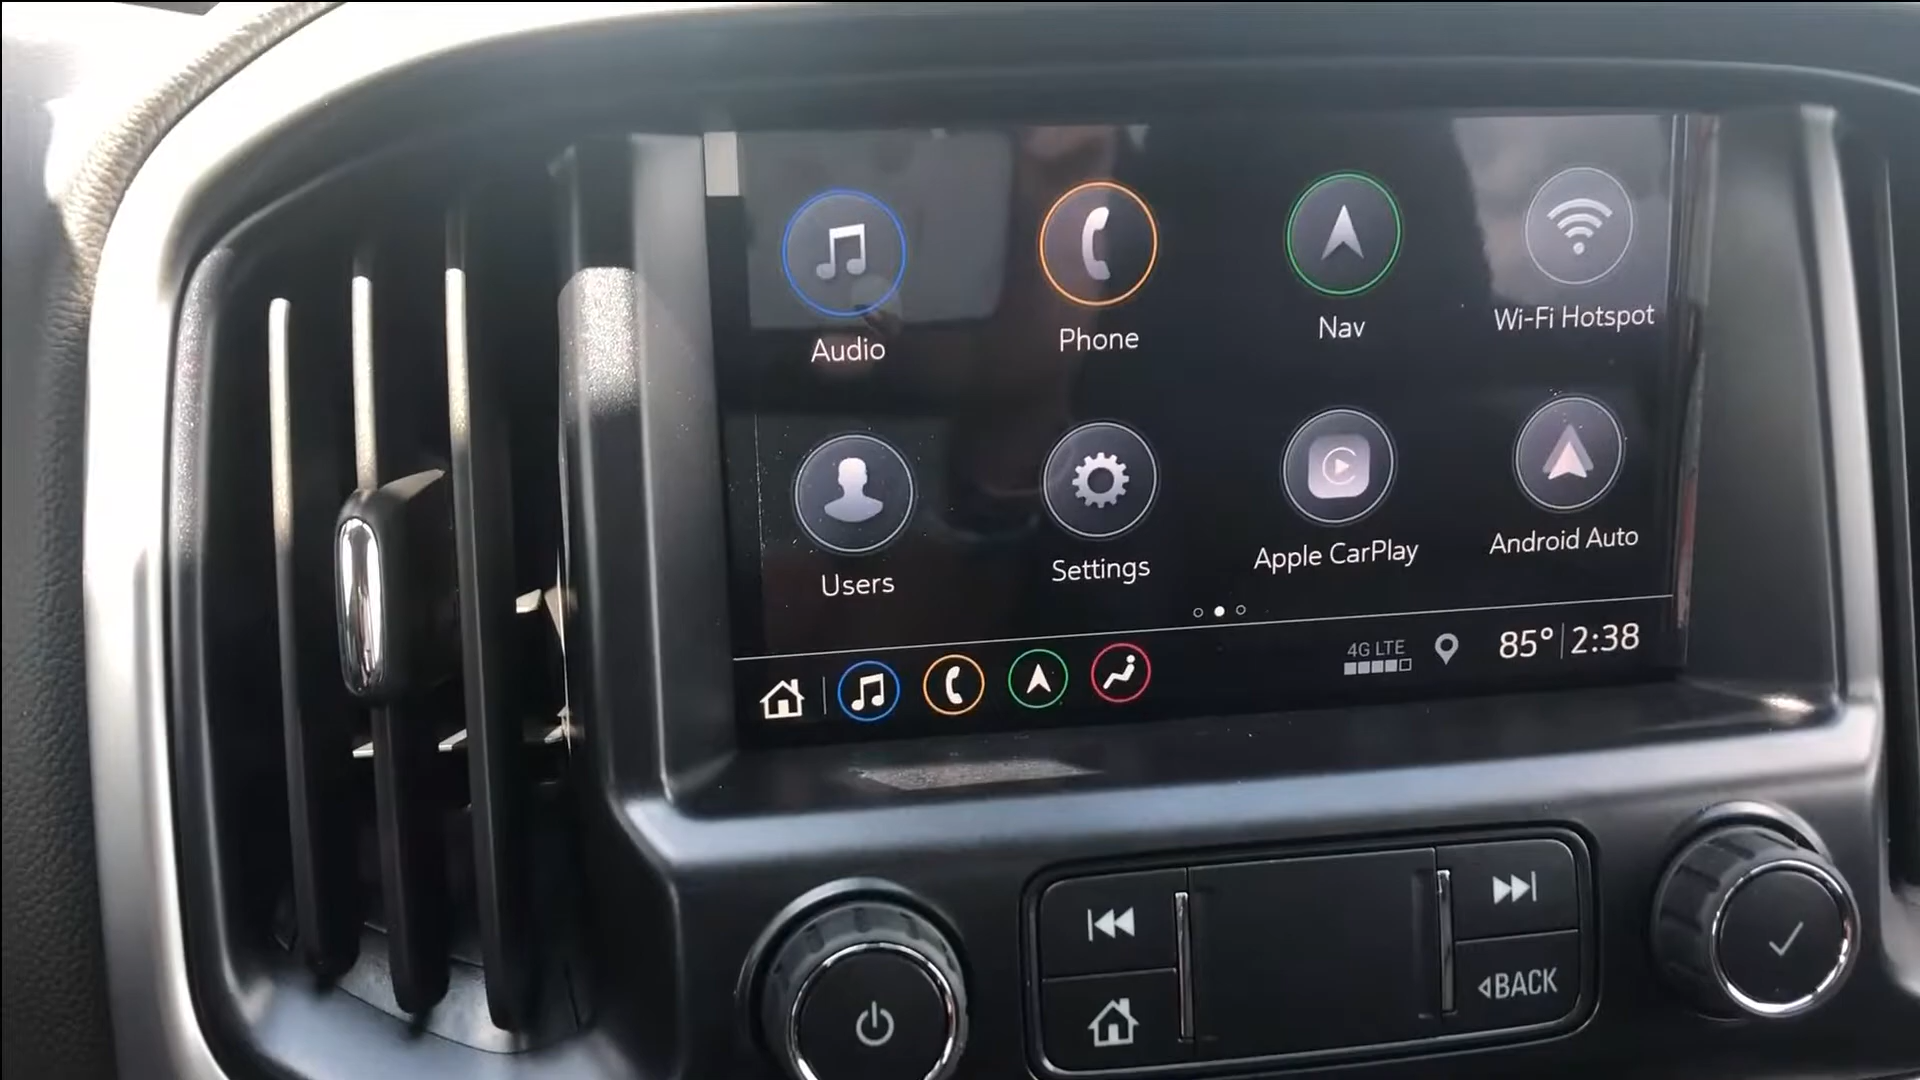 Audio
Phone
Nav
Wi-Fi Hotspot
Users
Settings
Apple CarPlay
Android Auto
4G LTE
85° 2:38
BACK